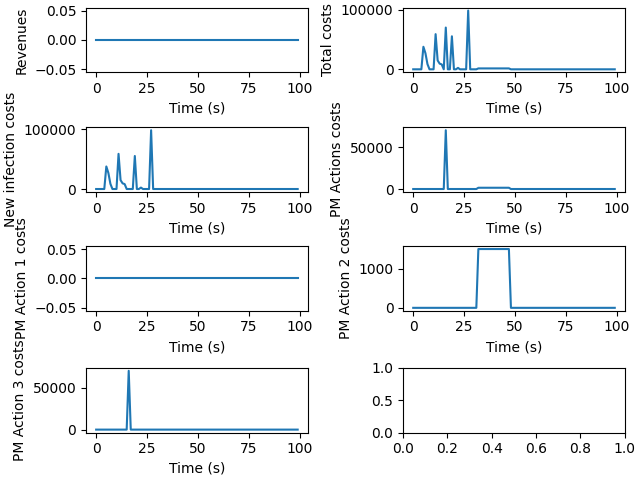 Revenues
0.05
0.00
−0.05
0 25 50 75 100
Time (s)
Total costs
100000
0
0 25 50 75 100
Time (s)
New infection costs
100000
0
0 25 50 75 100
Time (s)
PM Actions costs
50000
0
0 25 50 75 100
Time (s)
PM Action 1 costs
0.05
0.00
−0.05
0 25 50 75 100
Time (s)
PM Action 2 costs
1000
0
0 25 50 75 100
Time (s)
PM Action 3 costs
50000
0
0 25 50 75 100
Time (s)
1.0
0.5
0.0
0.0 0.2 0.4 0.6 0.8 1.0